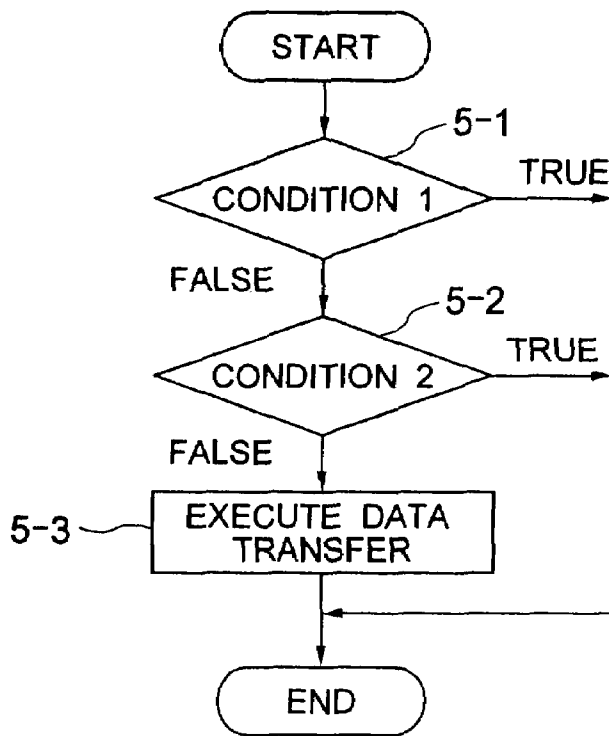 START
5-1
CONDITION 1
TRUE
FALSE
5-2
CONDITION 2
TRUE
FALSE
5-3
EXECUTE DATA
TRANSFER
END